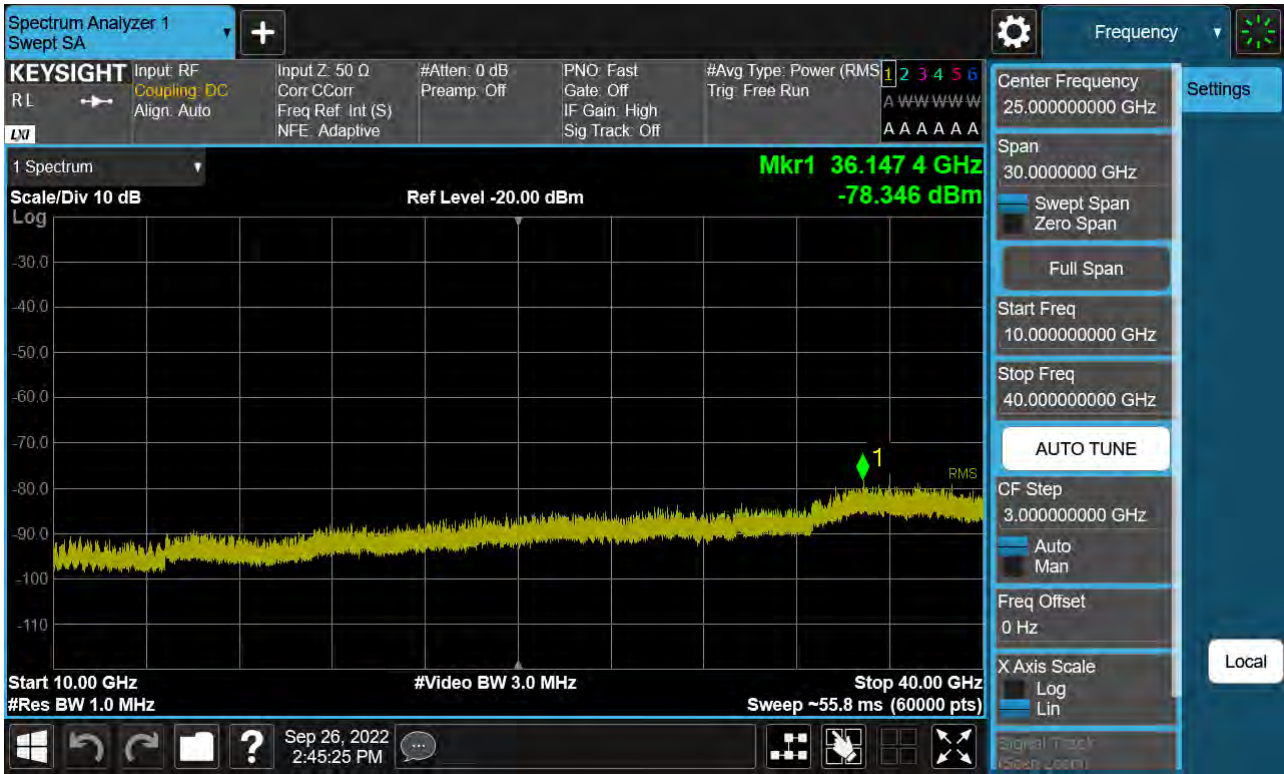 Spectrum Analyzer 1
Swept SA
+
Frequency
KEYSIGHT
Input: RF
Input Z: 50 Ω
#Atten: 0 dB
PNO: Fast
#Avg Type: Power (RMS
1 2 3 4 5 6
R L
Coupling: DC
Corr CCorr
Preamp: Off
Gate: Off
Trig: Free Run
A W W W W W
Align: Auto
Freq Ref: Int (S)
IF Gain: High
LXI
NFE: Adaptive
Sig Track: Off
A A A A A A
1 Spectrum
Mkr1 36.147 4 GHz
Scale/Div 10 dB
Ref Level -20.00 dBm
-78.346 dBm
Log
-30.0
-40.0
-50.0
-60.0
-70.0
-80.0
-90.0
-100
-110
1
RMS
Start 10.00 GHz
#Video BW 3.0 MHz
Stop 40.00 GHz
#Res BW 1.0 MHz
Sweep ~55.8 ms (60000 pts)
Center Frequency
25.000000000 GHz
Settings
Span
30.0000000 GHz
Swept Span
Zero Span
Full Span
Start Freq
10.000000000 GHz
Stop Freq
40.000000000 GHz
AUTO TUNE
CF Step
3.000000000 GHz
Auto
Man
Freq Offset
0 Hz
X Axis Scale
Log
Lin
Local
Signal Track
(Span Zoom)
?
Sep 26, 2022
2:45:25 PM